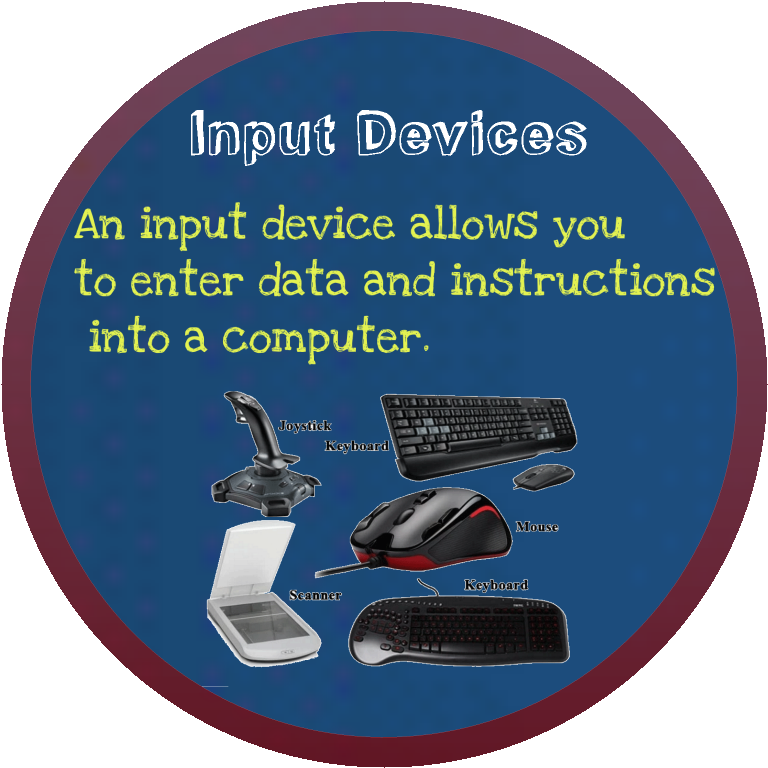 Input Devices
An input device allows you
to enter data and instructions
into a computer.
Joystick
Keyboard
Mouse
Scanner
Keyboard